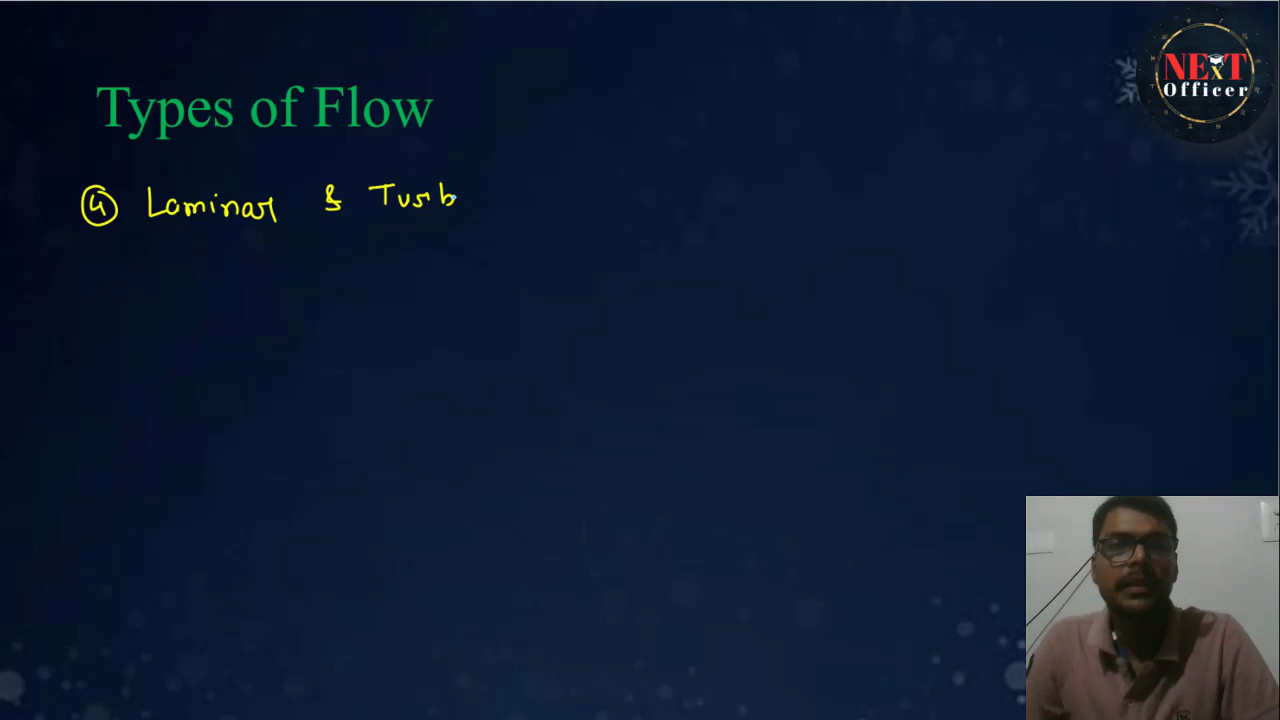 NExT
Officer
Types of Flow
④ Laminar & Turb